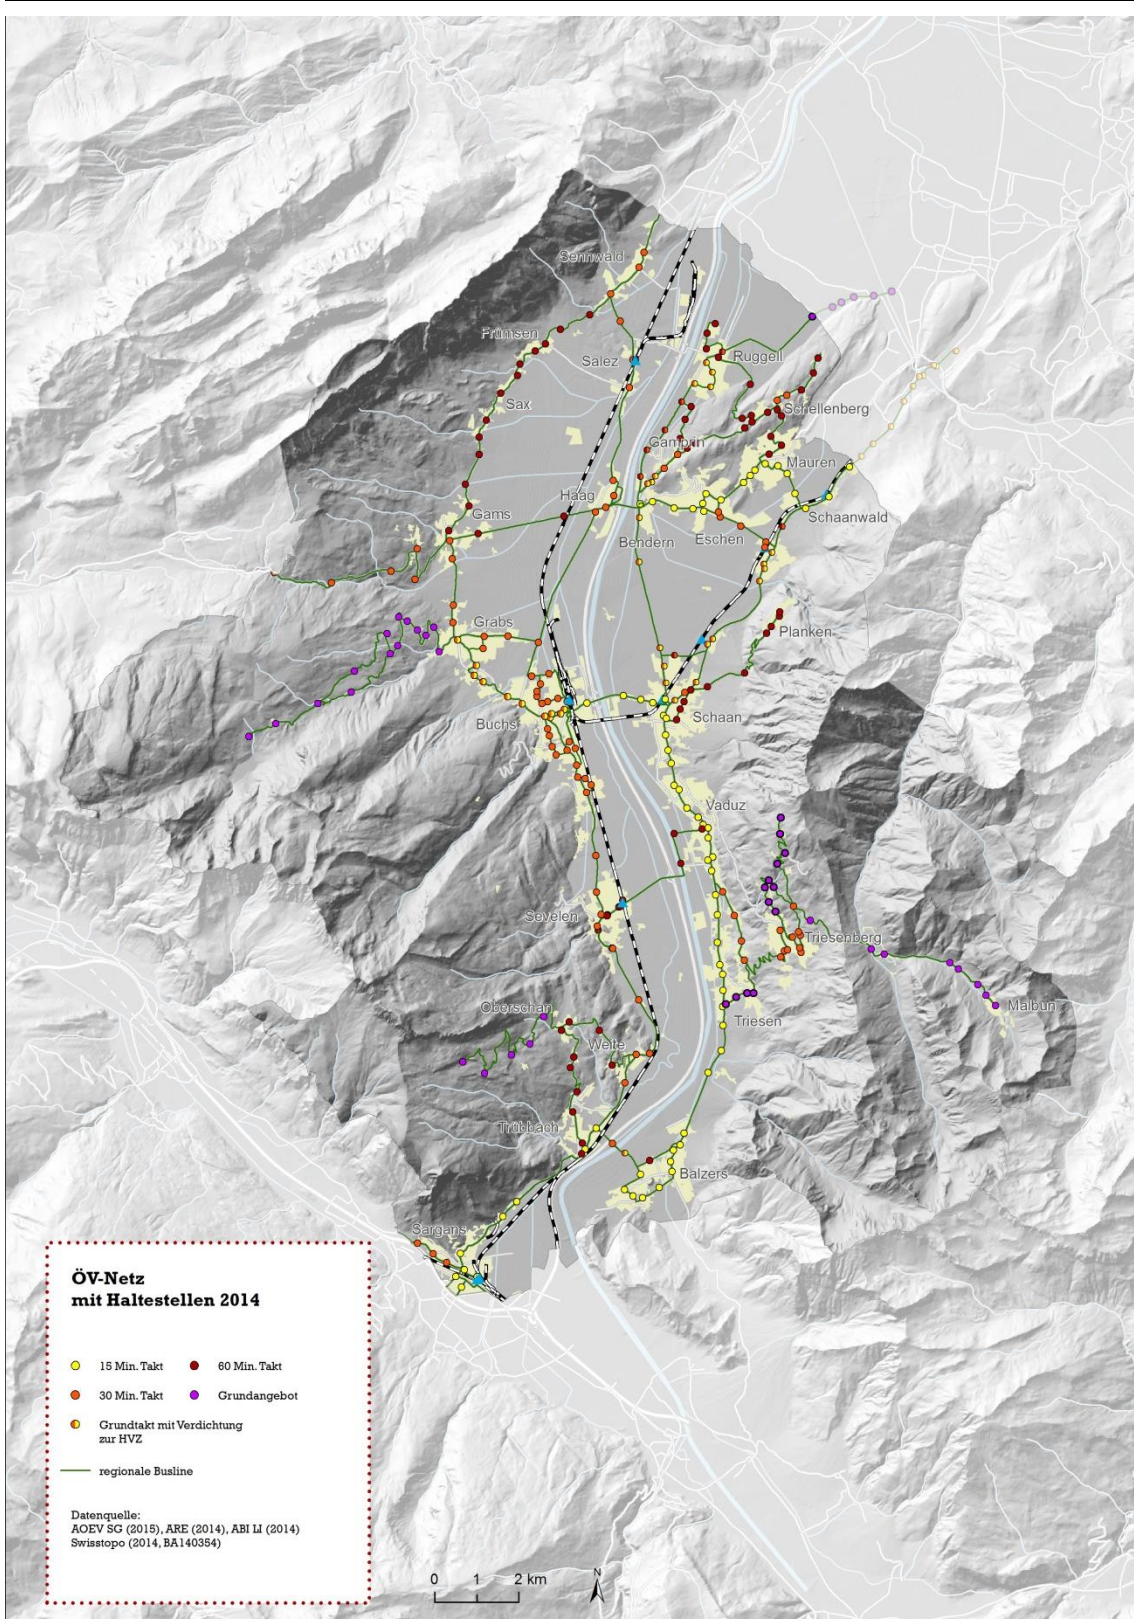 Sennwald
Frümsen
Salez
Ruggell
Sax
Schellenberg
Gamprin
Mauren
Haag
Gams
Schaanwald
Bendern
Eschen
Grabs
Planken
Buchs
Schaan
Vaduz
Sevelen
Triesenberg
Oberschan
Malbun
Triesen
Weite
Trübbach
Balzers
Sargans
ÖV-Netz
mit Haltestellen 2014
15 Min. Takt
60 Min. Takt
30 Min. Takt
Grundangebot
Grundtakt mit Verdichtung
zur HVZ
regionale Buslinie
Datenquelle:
AOEV SG (2015), ARE (2014), ABI LI (2014)
Swisstopo (2014, BA140354)
0 1 2 km
N